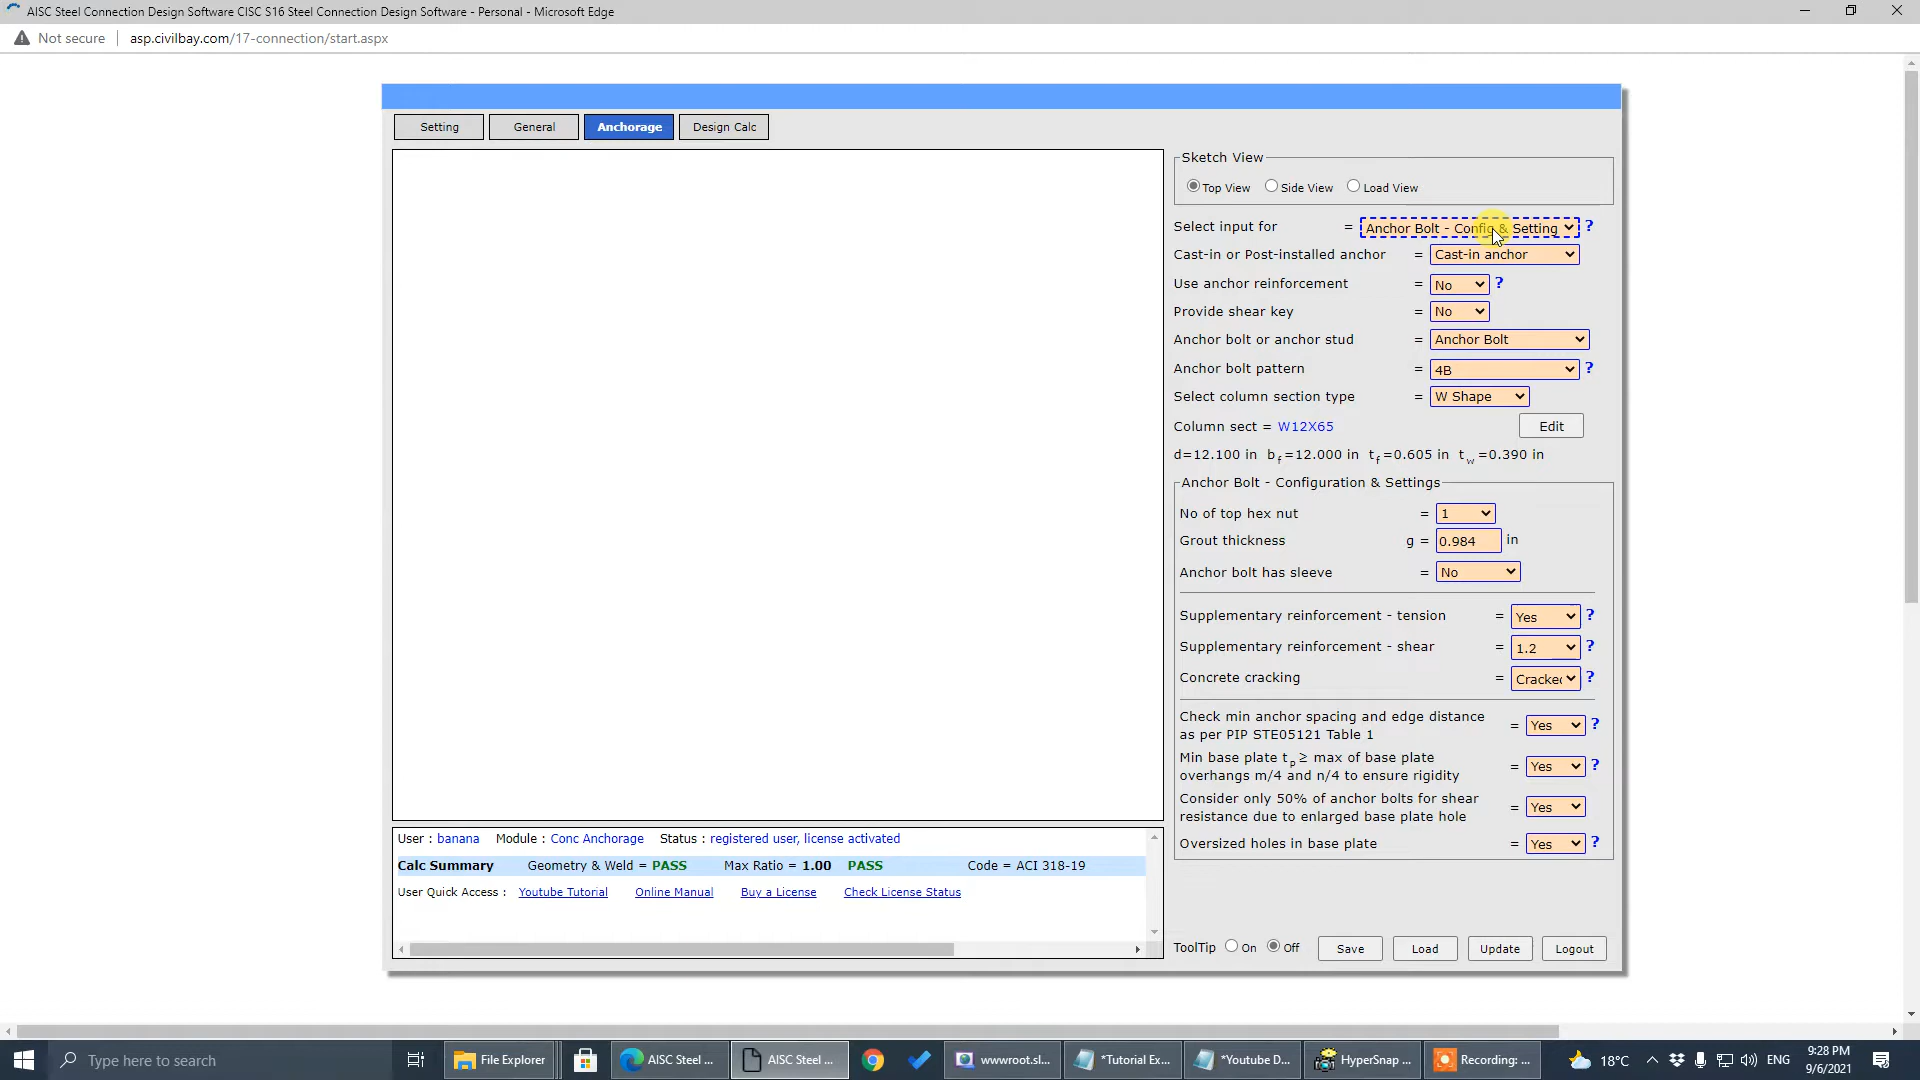 AISC Steel Connection Design Software CISC S16 Steel Connection Design Software - Personal - Microsoft Edge
Not secure asp.civilbay.com/17-connection/start.aspx
Setting General Anchorage Design Calc
Sketch View
Top View Side View Load View
Select input for = Anchor Bolt - Config & Setting ?
Cast-in or Post-installed anchor = Cast-in anchor
Use anchor reinforcement = No ?
Provide shear key = No
Anchor bolt or anchor stud = Anchor Bolt
Anchor bolt pattern = 4B ?
Select column section type = W Shape
Column sect = W12X65 Edit
d=12.100 in bf=12.000 in tf=0.605 in tw=0.390 in
Anchor Bolt - Configuration & Settings
No of top hex nut = 1
Grout thickness g = 0.984 in
Anchor bolt has sleeve = No
Supplementary reinforcement - tension = Yes ?
Supplementary reinforcement - shear = 1.2 ?
Concrete cracking = Cracked ?
Check min anchor spacing and edge distance
as per PIP STE05121 Table 1 = Yes ?
Min base plate tp≥ max of base plate
overhangs m/4 and n/4 to ensure rigidity = Yes ?
Consider only 50% of anchor bolts for shear
resistance due to enlarged base plate hole = Yes
Oversized holes in base plate = Yes ?
User : banana Module : Conc Anchorage Status : registered user, license activated
Calc Summary Geometry & Weld = PASS Max Ratio = 1.00 PASS Code = ACI 318-19
User Quick Access : Youtube Tutorial Online Manual Buy a License Check License Status
ToolTip On Off Save Load Update Logout
Type here to search File Explorer AISC Steel ... AISC Steel ... wwwroot.sl... *Tutorial Ex... *Youtube D... HyperSnap ... Recording: ... 18°C ENG 9:28 PM
9/6/2021